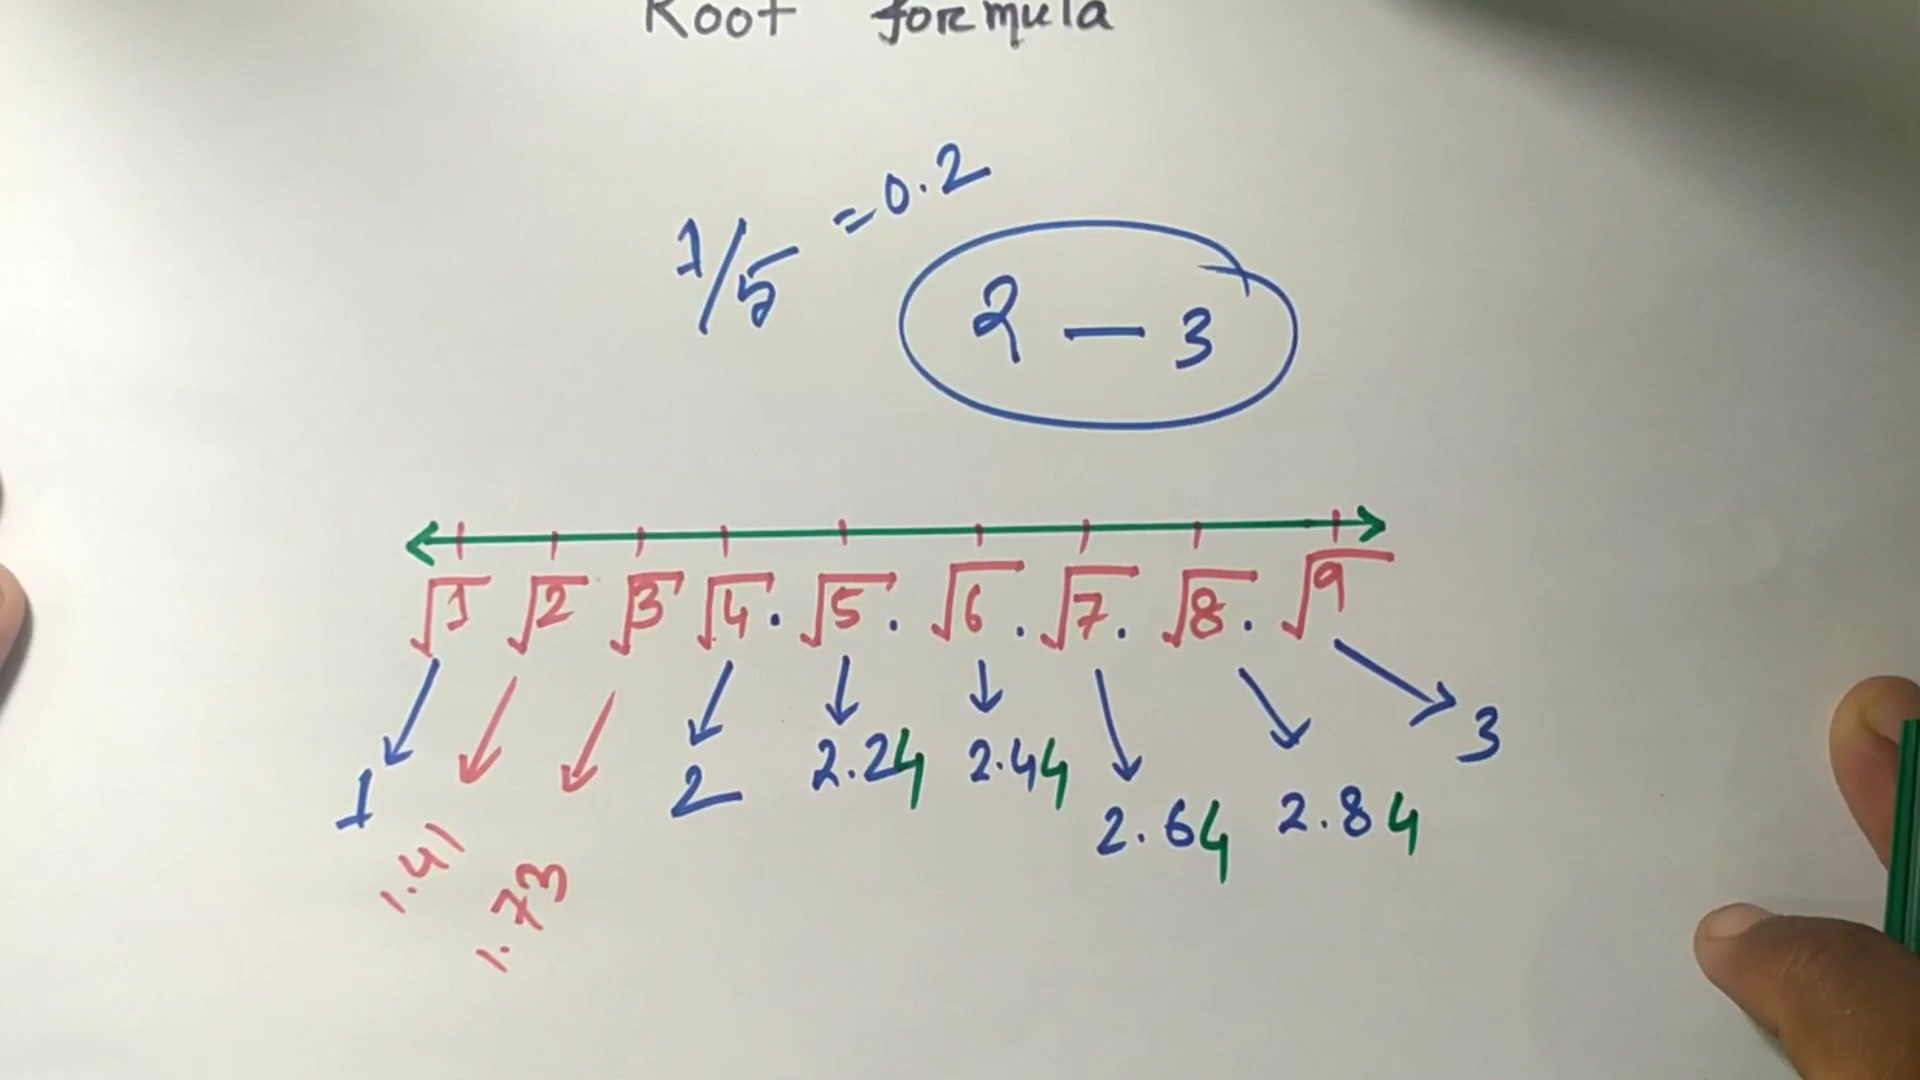 Root formula
1/5 = 0.2
2 — 3
√1 √2 √3 √4 . √5 . √6 . √7 . √8 . √9
1 1.41 1.73 2 2.24 2.44 2.64 2.84 3